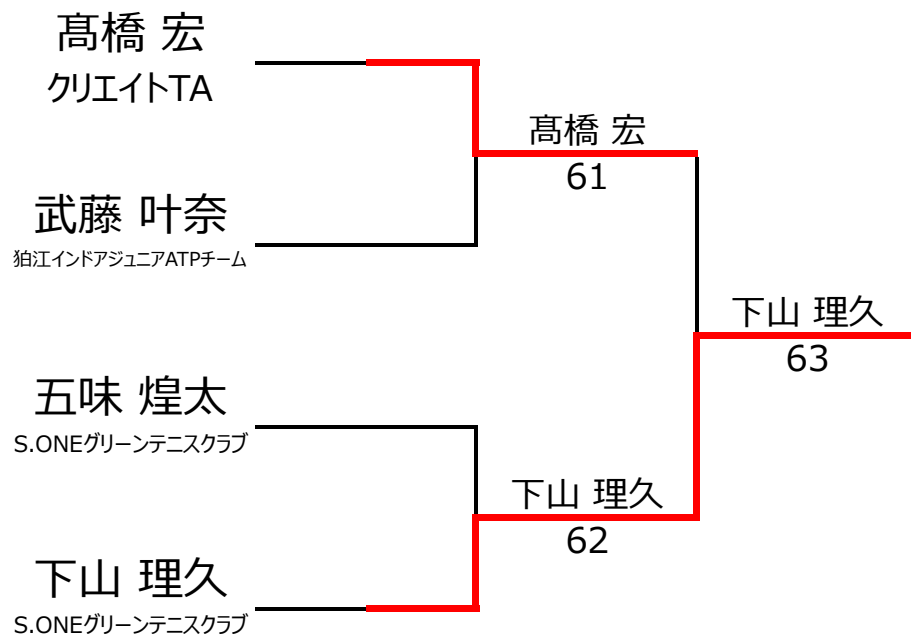 髙橋 宏
クリエイトTA
髙橋 宏
61
武藤 叶奈
狛江インドアジュニアATPチーム
下山 理久
63
五味 煌太
S.ONEグリーンテニスクラブ
下山 理久
62
下山 理久
S.ONEグリーンテニスクラブ